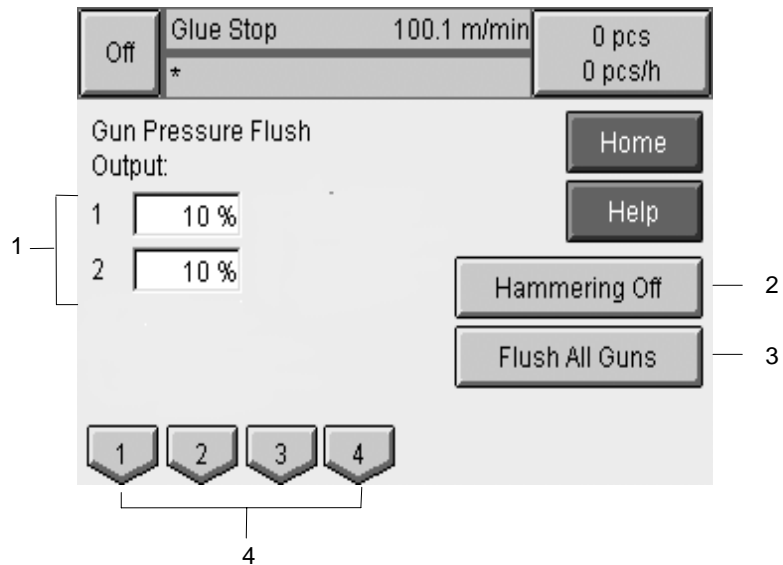 Off
Glue Stop 100.1 m/min
*
0 pcs
0 pcs/h
Gun Pressure Flush
Output:
Home
Help
1
1 10 %
2 10 %
Hammering Off
2
Flush All Guns
3
1 2 3 4
4